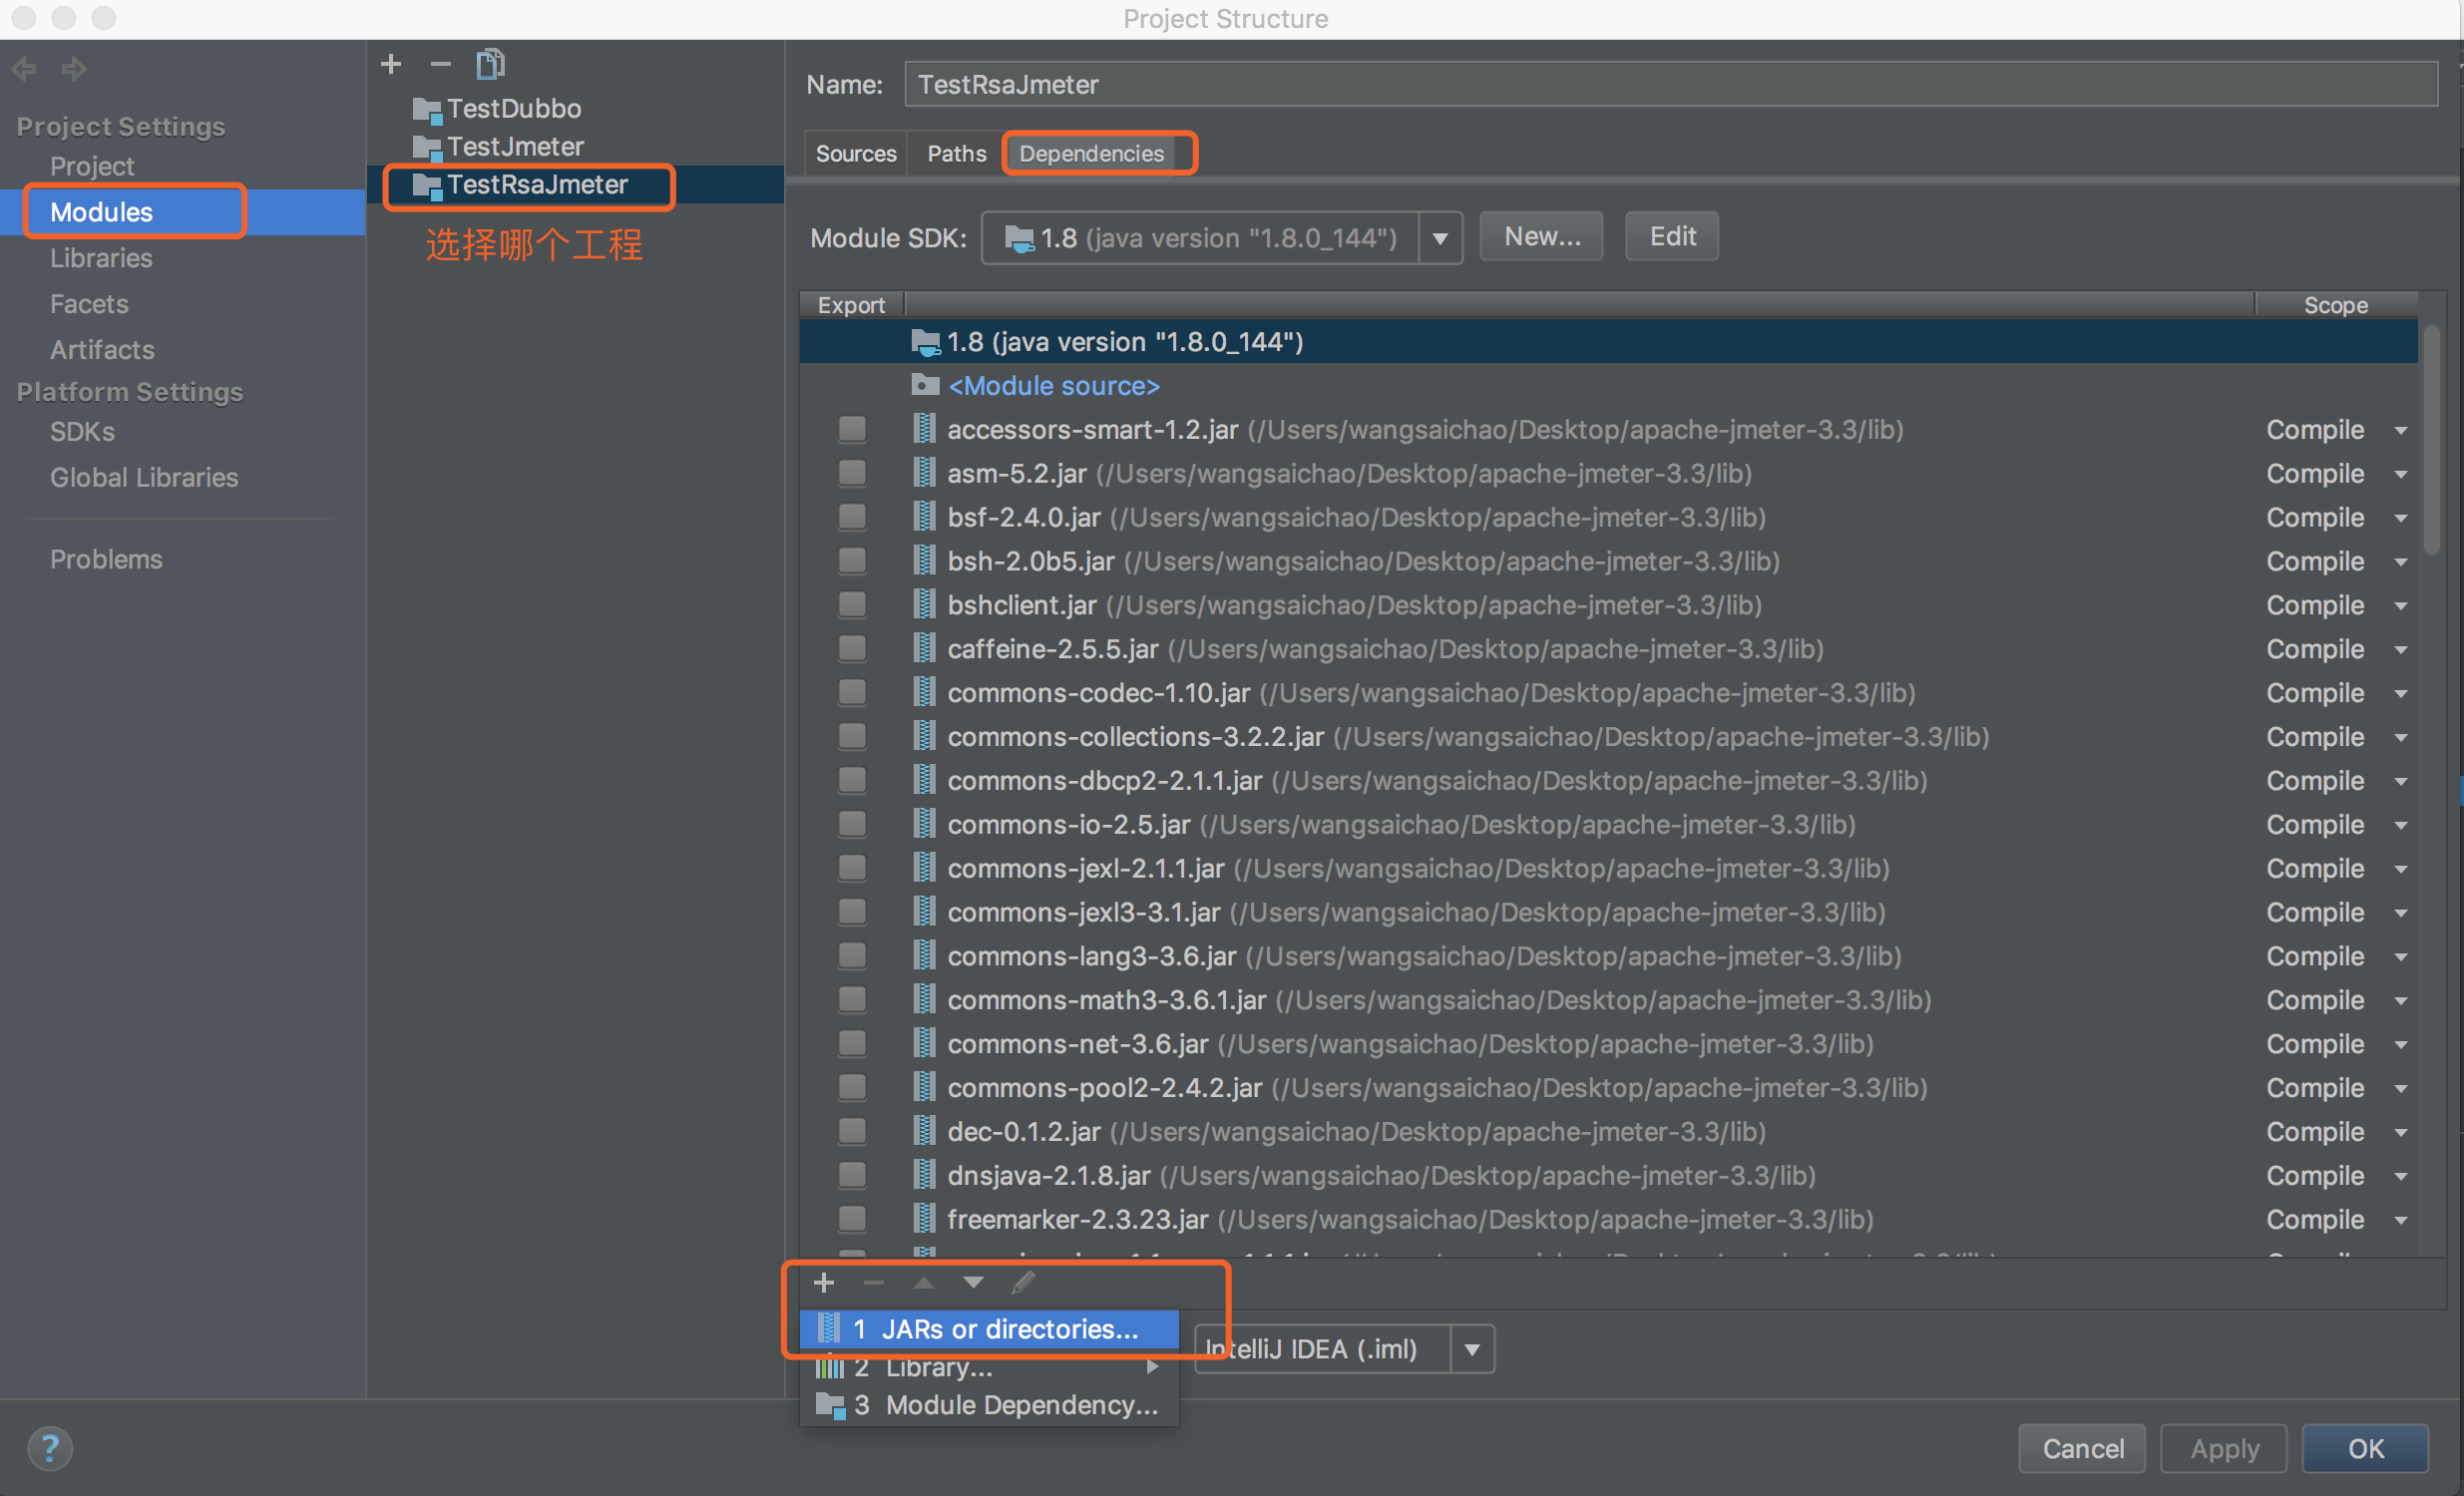 Project Structure
Project Settings
Project
Modules
Libraries
Facets
Artifacts
Platform Settings
SDKs
Global Libraries
Problems
TestDubbo
TestJmeter
TestRsaJmeter
选择哪个工程
Name: TestRsaJmeter
Sources Paths Dependencies
Module SDK: 1.8 (java version "1.8.0_144") New... Edit
Export Scope
1.8 (java version "1.8.0_144")
<Module source>
accessors-smart-1.2.jar (/Users/wangsaichao/Desktop/apache-jmeter-3.3/lib) Compile
asm-5.2.jar (/Users/wangsaichao/Desktop/apache-jmeter-3.3/lib) Compile
bsf-2.4.0.jar (/Users/wangsaichao/Desktop/apache-jmeter-3.3/lib) Compile
bsh-2.0b5.jar (/Users/wangsaichao/Desktop/apache-jmeter-3.3/lib) Compile
bshclient.jar (/Users/wangsaichao/Desktop/apache-jmeter-3.3/lib) Compile
caffeine-2.5.5.jar (/Users/wangsaichao/Desktop/apache-jmeter-3.3/lib) Compile
commons-codec-1.10.jar (/Users/wangsaichao/Desktop/apache-jmeter-3.3/lib) Compile
commons-collections-3.2.2.jar (/Users/wangsaichao/Desktop/apache-jmeter-3.3/lib) Compile
commons-dbcp2-2.1.1.jar (/Users/wangsaichao/Desktop/apache-jmeter-3.3/lib) Compile
commons-io-2.5.jar (/Users/wangsaichao/Desktop/apache-jmeter-3.3/lib) Compile
commons-jexl-2.1.1.jar (/Users/wangsaichao/Desktop/apache-jmeter-3.3/lib) Compile
commons-jexl3-3.1.jar (/Users/wangsaichao/Desktop/apache-jmeter-3.3/lib) Compile
commons-lang3-3.6.jar (/Users/wangsaichao/Desktop/apache-jmeter-3.3/lib) Compile
commons-math3-3.6.1.jar (/Users/wangsaichao/Desktop/apache-jmeter-3.3/lib) Compile
commons-net-3.6.jar (/Users/wangsaichao/Desktop/apache-jmeter-3.3/lib) Compile
commons-pool2-2.4.2.jar (/Users/wangsaichao/Desktop/apache-jmeter-3.3/lib) Compile
dec-0.1.2.jar (/Users/wangsaichao/Desktop/apache-jmeter-3.3/lib) Compile
dnsjava-2.1.8.jar (/Users/wangsaichao/Desktop/apache-jmeter-3.3/lib) Compile
freemarker-2.3.23.jar (/Users/wangsaichao/Desktop/apache-jmeter-3.3/lib) Compile
1 JARs or directories...
2 Library...
3 Module Dependency...
IntelliJ IDEA (.iml)
? Cancel Apply OK